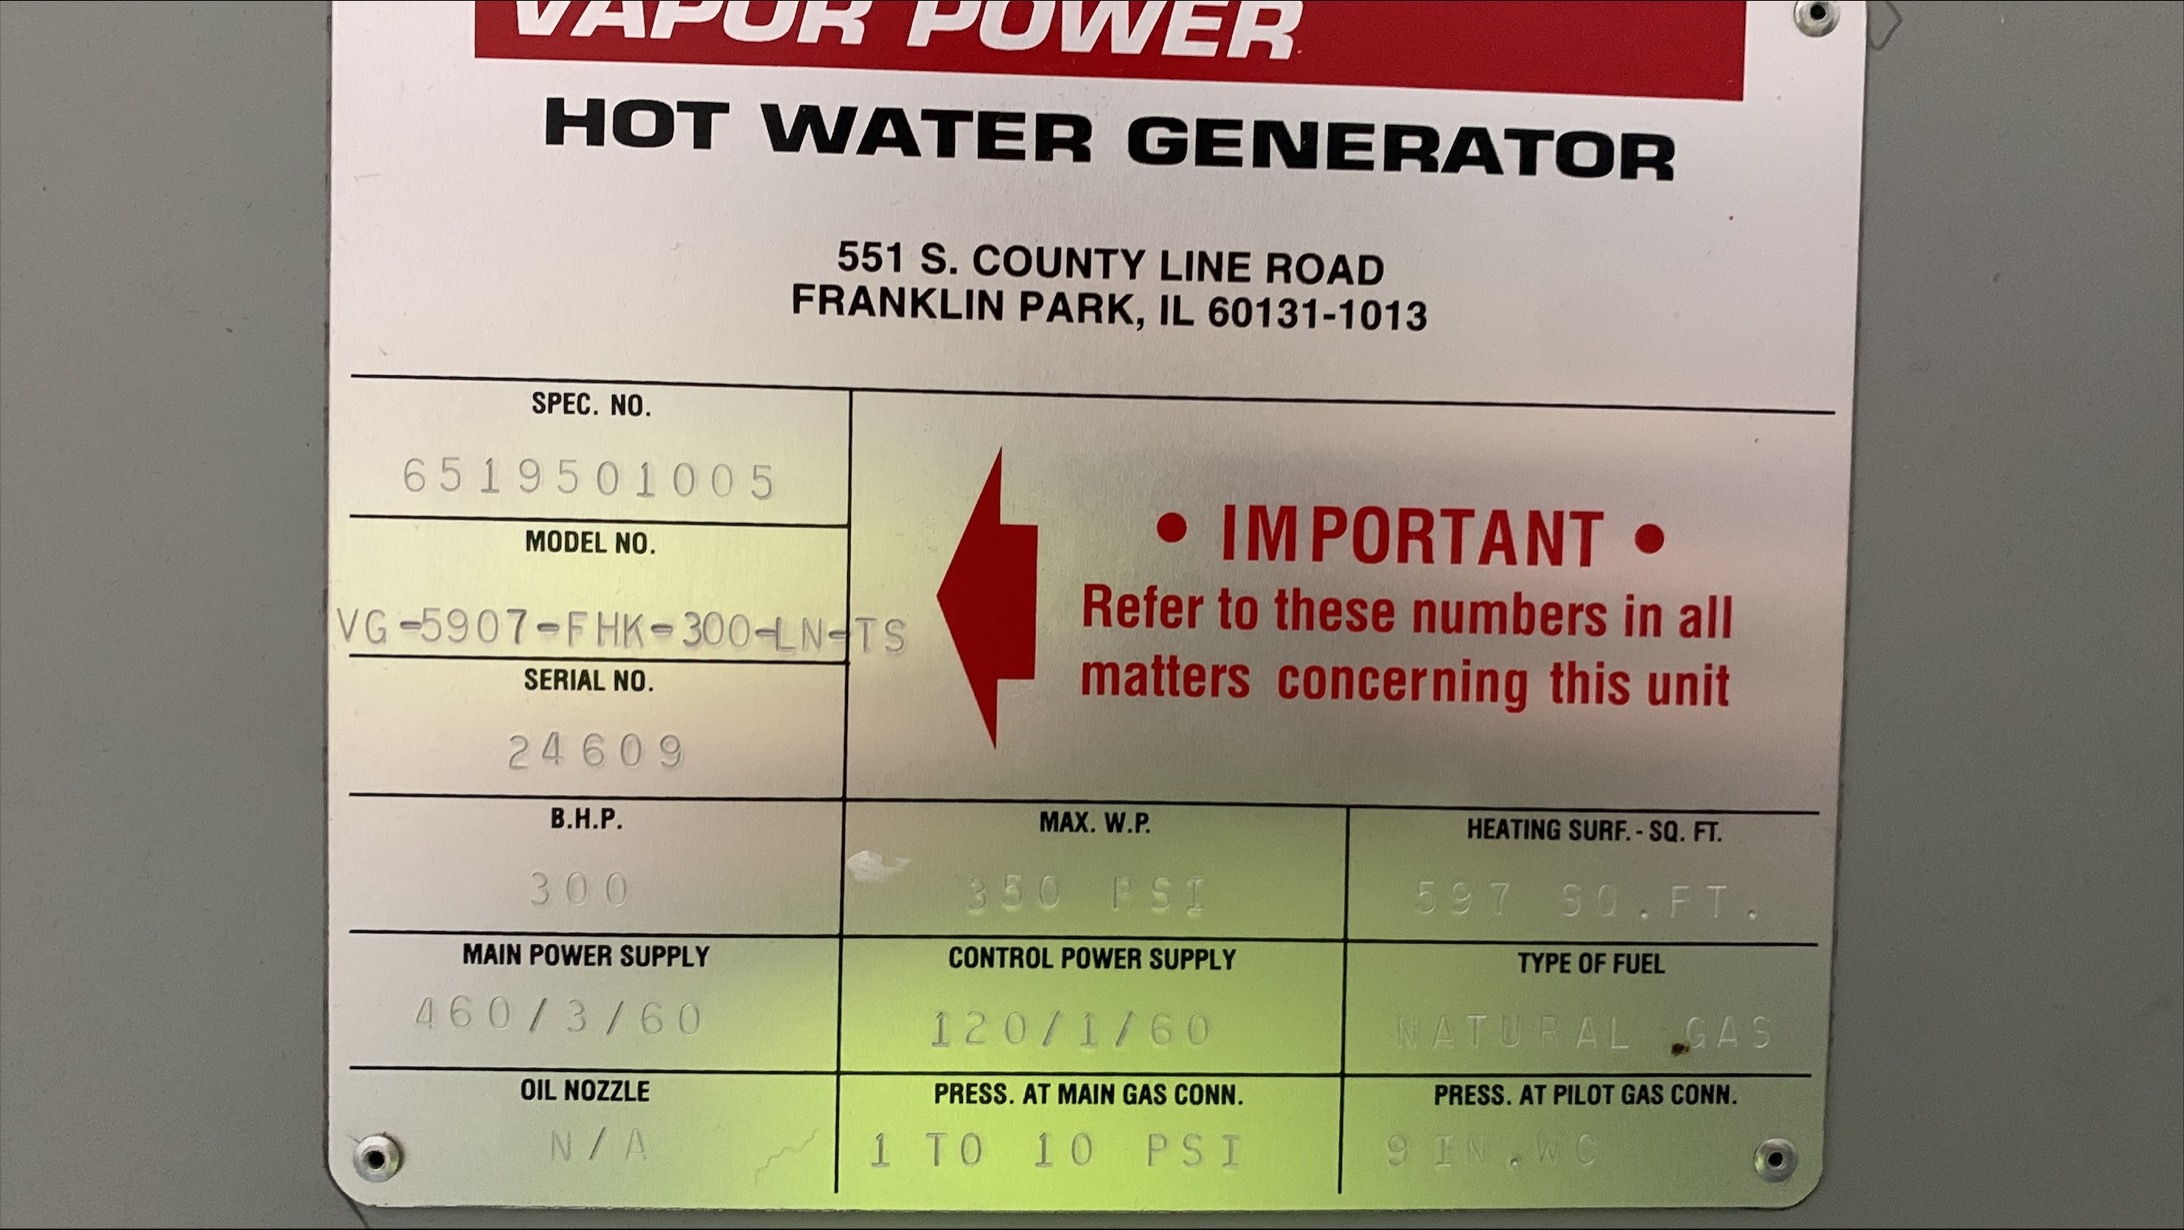 VAPOR POWER
HOT WATER GENERATOR
551 S. COUNTY LINE ROAD
FRANKLIN PARK, IL 60131-1013
SPEC. NO.
6519501005
MODEL NO.
VG-5907-FHK-300-LN-TS
SERIAL NO.
24609
• IMPORTANT •
Refer to these numbers in all
matters concerning this unit
B.H.P.
300
MAX. W.P.
350 PSI
HEATING SURF. - SQ. FT.
597 SQ.FT.
MAIN POWER SUPPLY
460/3/60
CONTROL POWER SUPPLY
120/1/60
TYPE OF FUEL
NATURAL GAS
OIL NOZZLE
N/A
PRESS. AT MAIN GAS CONN.
1 TO 10 PSI
PRESS. AT PILOT GAS CONN.
9 IN.WC